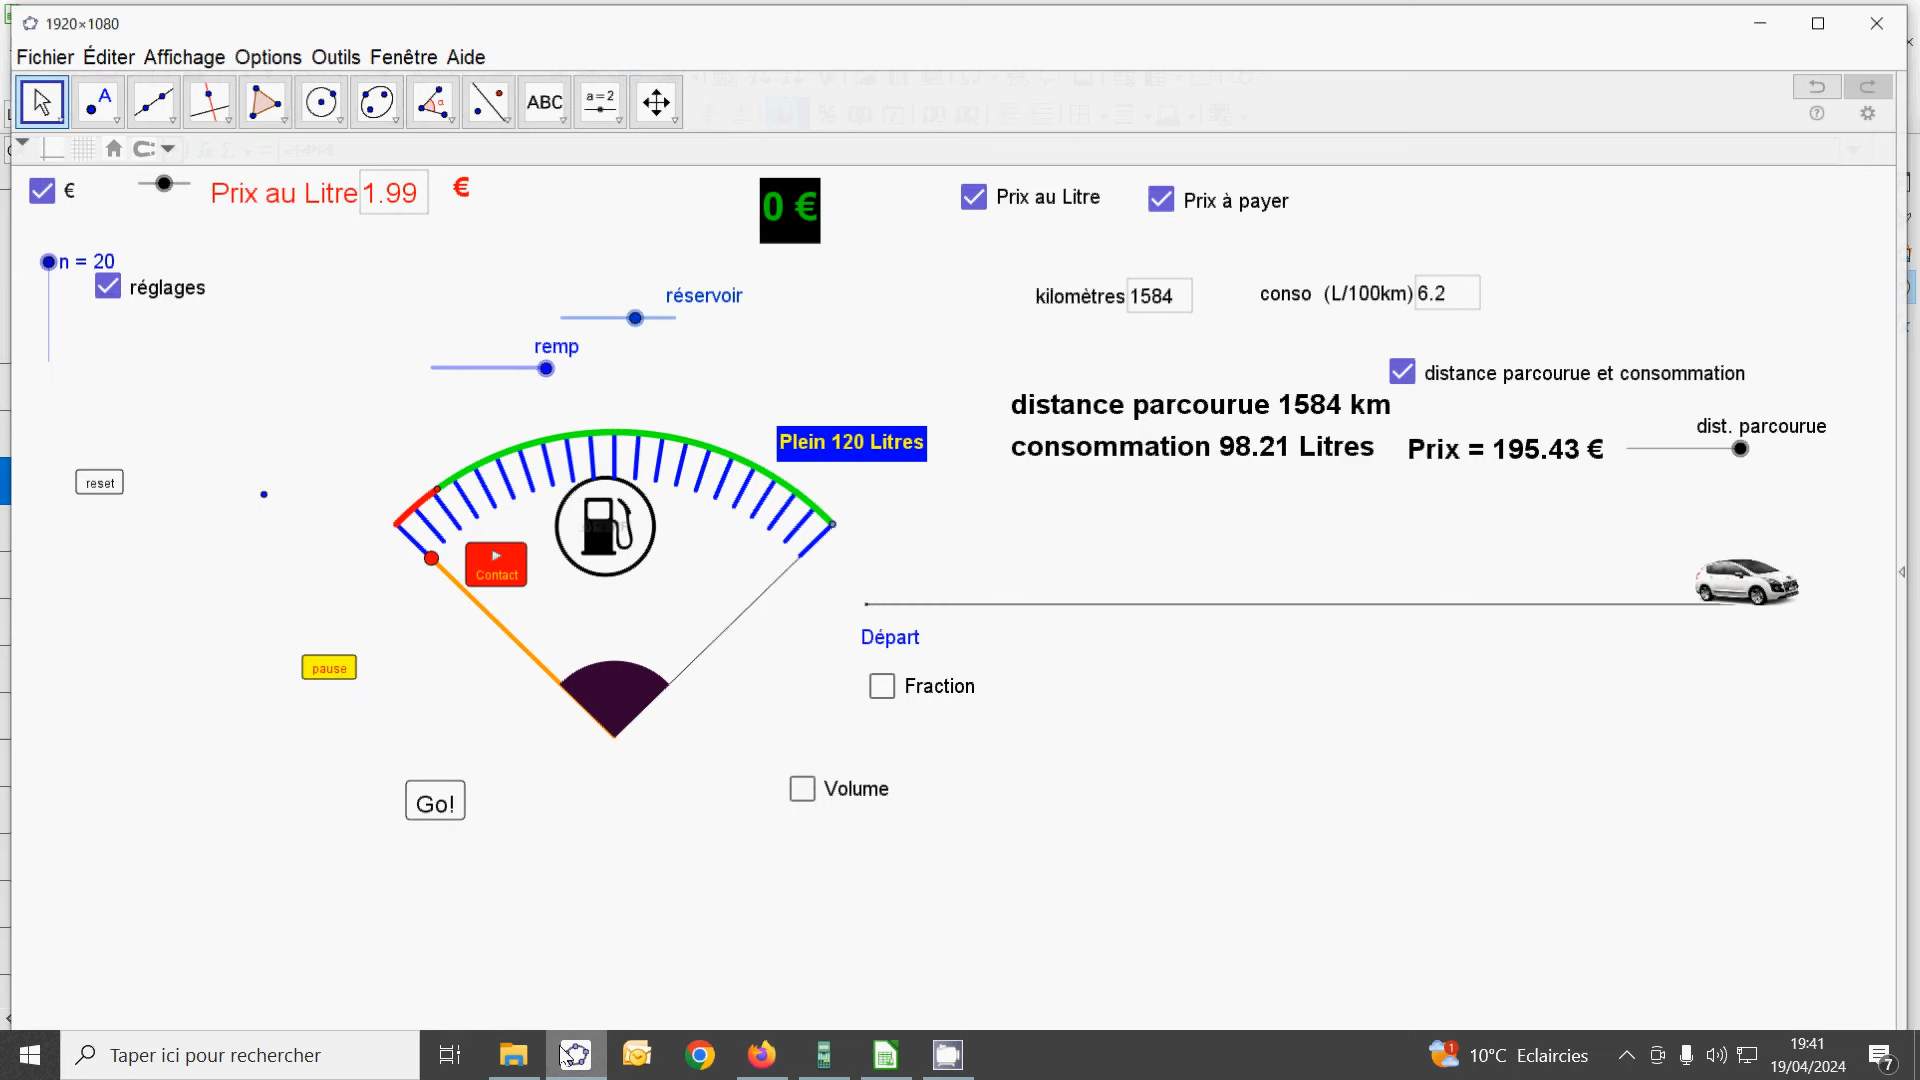 1920×1080
Fichier Éditer Affichage Options Outils Fenêtre Aide
A
α
ABC
a=2
€
Prix au Litre 1.99 €
0 €
Prix au Litre
Prix à payer
n = 20
réglages
réservoir
kilomètres 1584
conso (L/100km) 6.2
remp
distance parcourue et consommation
distance parcourue 1584 km
dist. parcourue
Plein 120 Litres
consommation 98.21 Litres
Prix = 195.43 €
reset
Contact
Départ
pause
Fraction
Volume
Go!
Taper ici pour rechercher
1
10°C Eclaircies
19:41
19/04/2024
7